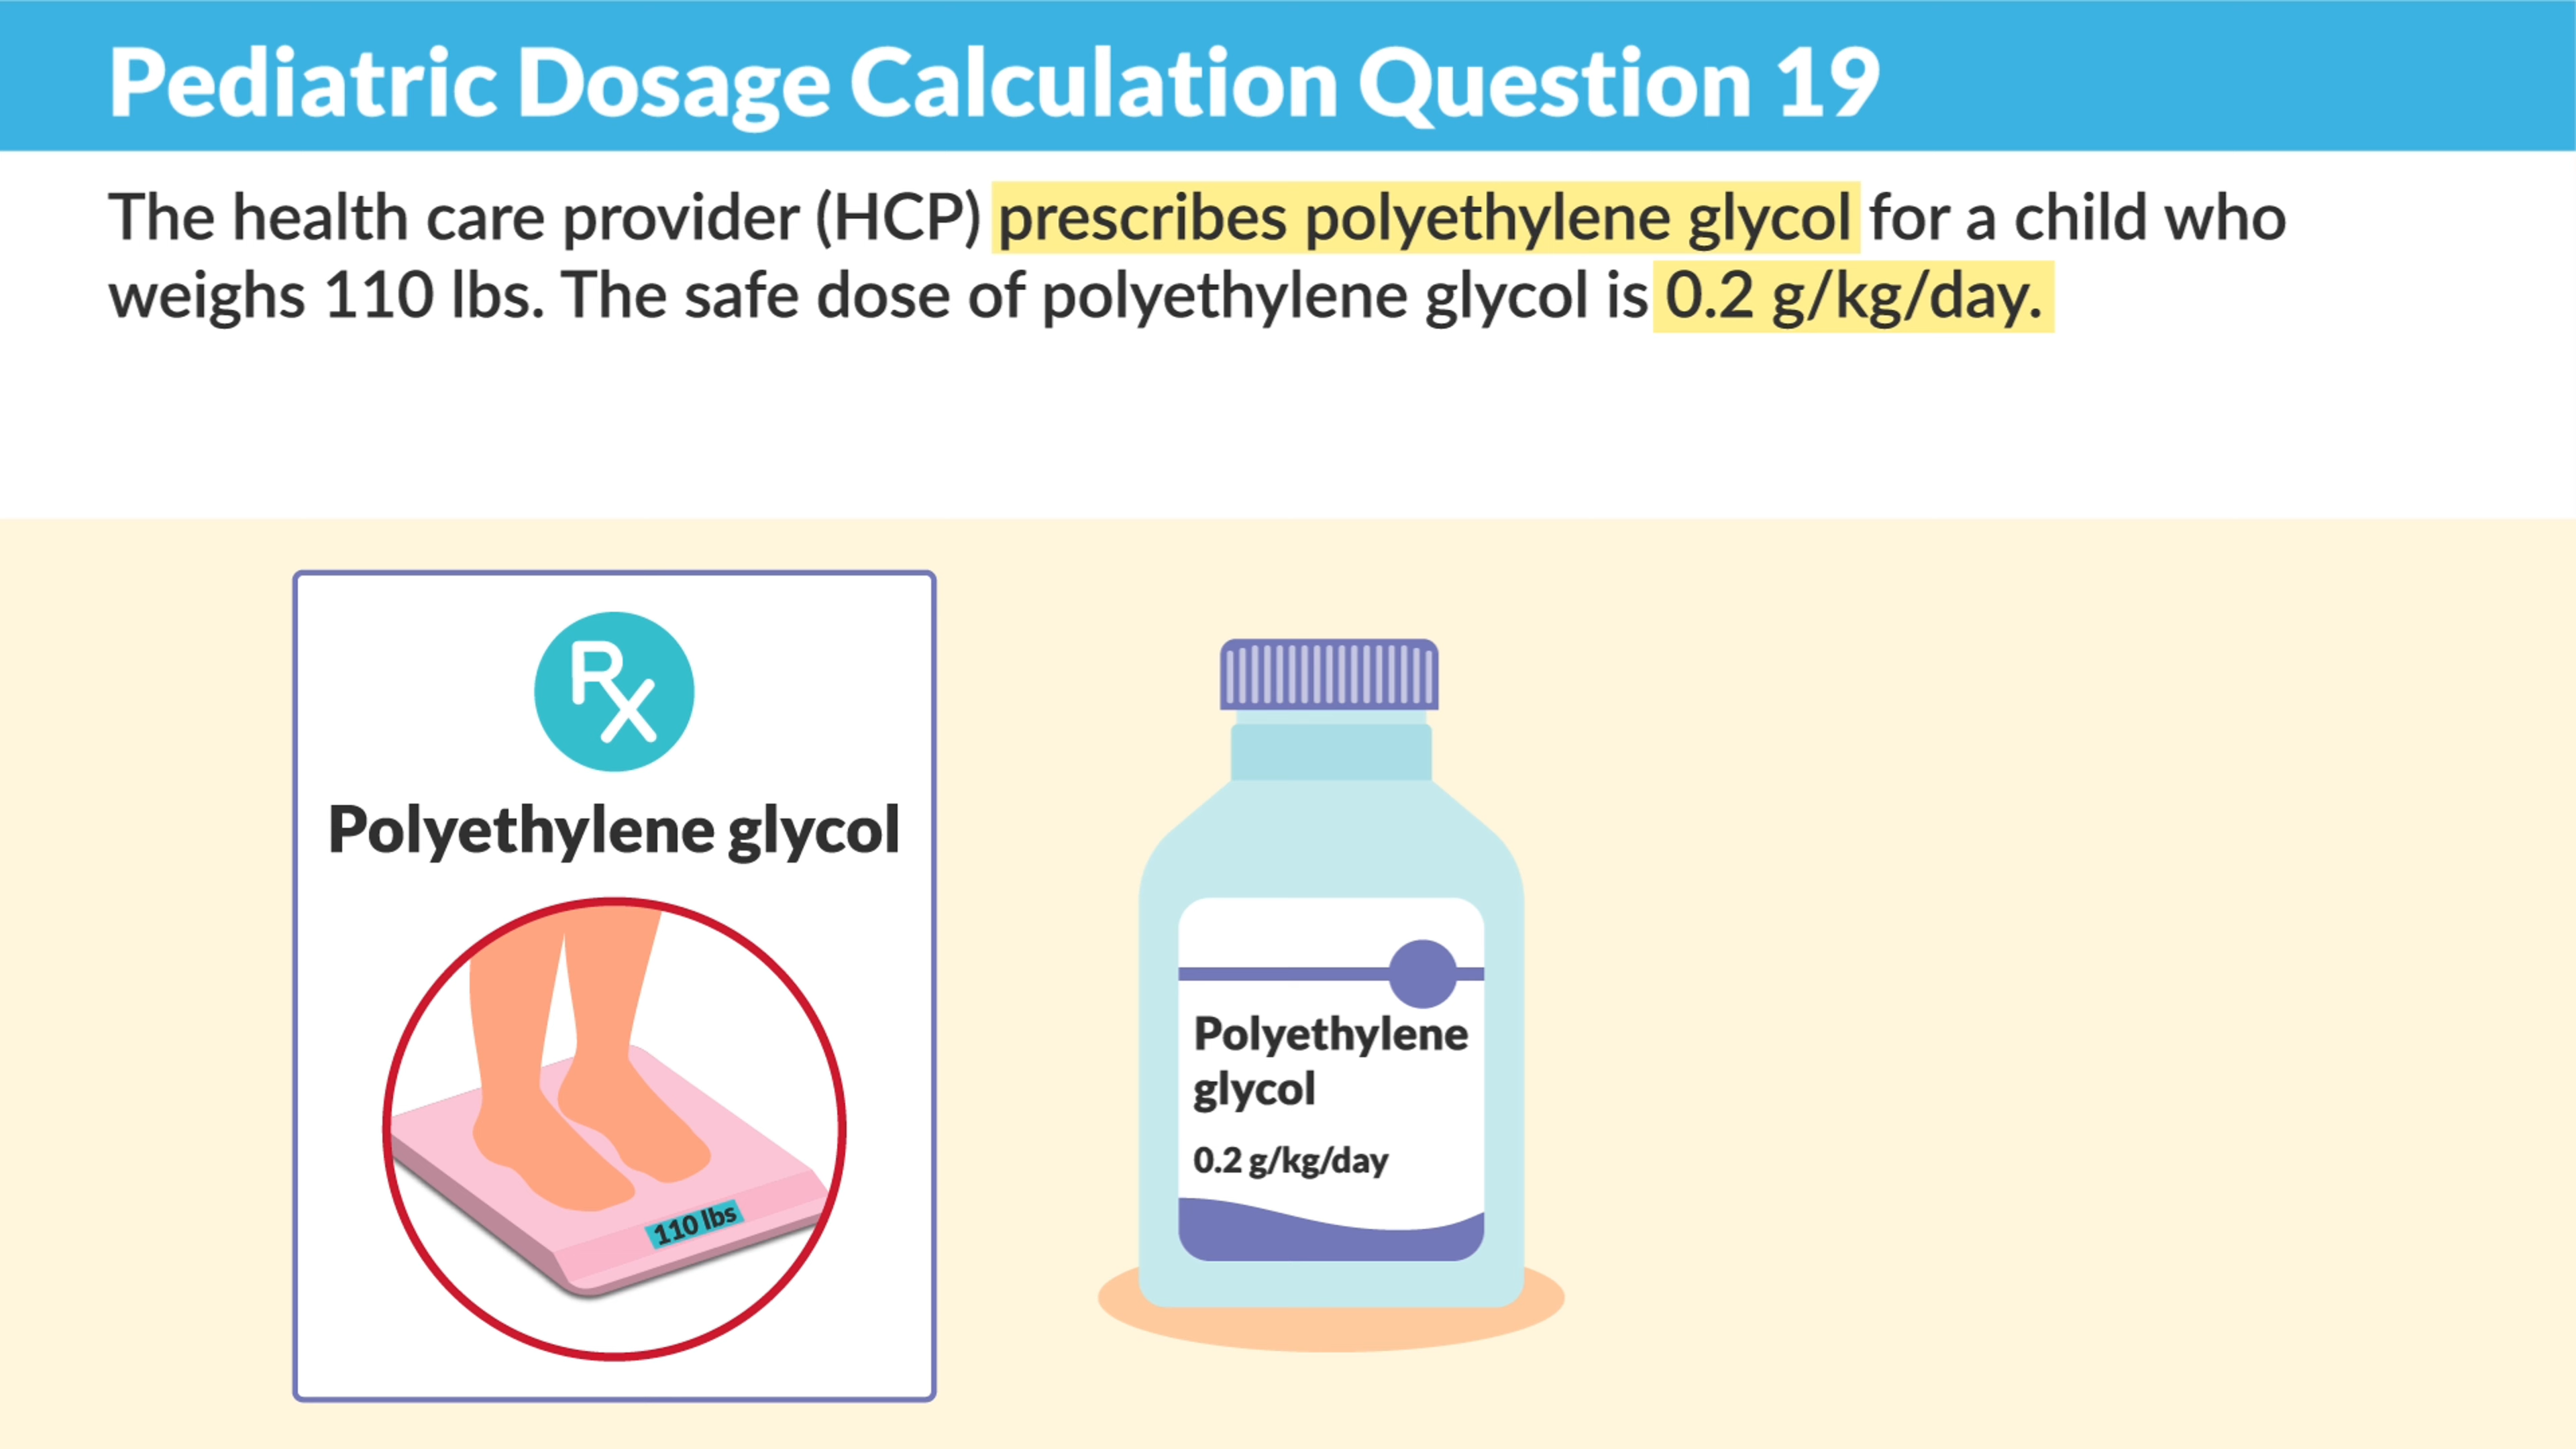 Pediatric Dosage Calculation Question 19
The health care provider (HCP) prescribes polyethylene glycol for a child who
weighs 110 lbs. The safe dose of polyethylene glycol is 0.2 g/kg/day.
Rx
Polyethylene glycol
110 lbs
Polyethylene
glycol
0.2 g/kg/day